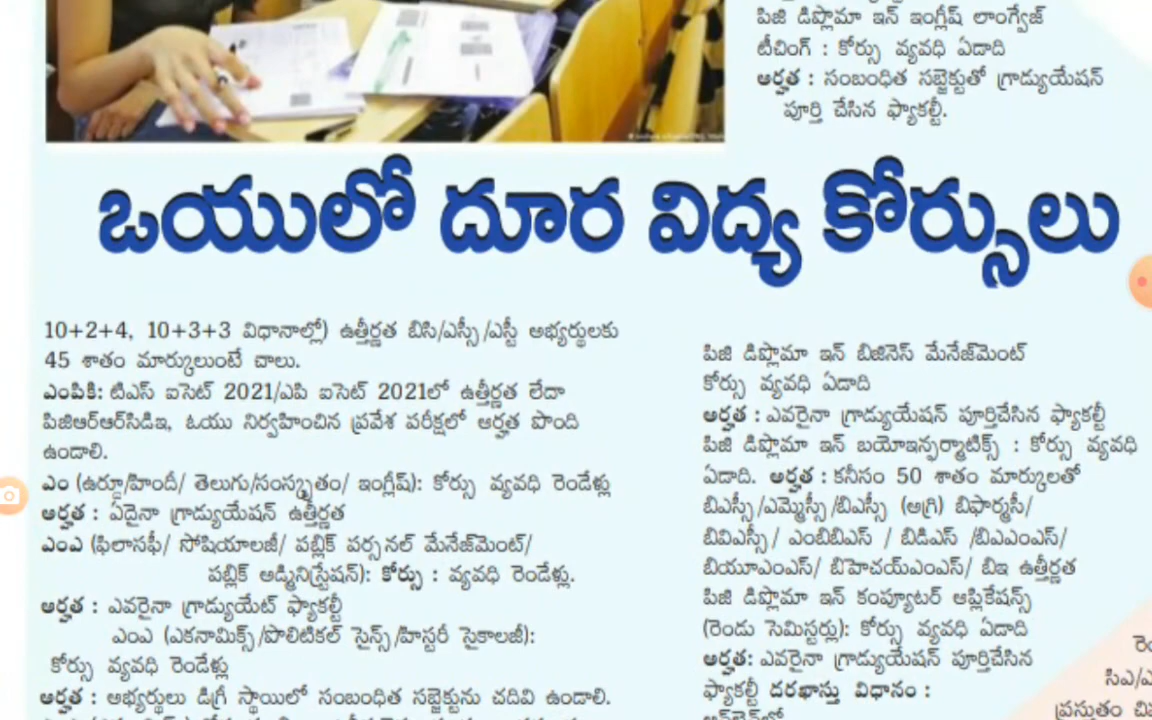 పిజి డిప్లొమా ఇన్ ఇంగ్లీష్ లాంగ్వేజ్
టీచింగ్ : కోర్సు వ్యవధి ఏడాది
అర్హత : సంబంధిత సబ్జెక్టుతో గ్రాడ్యుయేషన్
పూర్తి చేసిన ఫ్యాకల్టీ.
ఒయులో దూర విద్య కోర్సులు
10+2+4, 10+3+3 విధానాల్లో) ఉత్తీర్ణత బిసి/ఎస్సీ/ఎస్టీ అభ్యర్థులకు
45 శాతం మార్కులుంటే చాలు.
ఎంపికి: టిఎస్ ఐసెట్ 2021/ఎపి ఐసెట్ 2021లో ఉత్తీర్ణత లేదా
పిజిఆర్ఆర్‌సిడిఇ, ఓయు నిర్వహించిన ప్రవేశ పరీక్షలో అర్హత పొంది
ఉండాలి.
ఎం (ఉర్దూ/హిందీ/ తెలుగు/సంస్కృతం/ ఇంగ్లీష్): కోర్సు వ్యవధి రెండేళ్లు
అర్హత : ఏదైనా గ్రాడ్యుయేషన్ ఉత్తీర్ణత
ఎంఎ (ఫిలాసఫీ/ సోషియాలజీ/ పబ్లిక్ పర్సనల్ మేనేజ్‌మెంట్/
పబ్లిక్ అడ్మినిస్ట్రేషన్): కోర్సు : వ్యవధి రెండేళ్లు.
అర్హత : ఎవరైనా గ్రాడ్యుయేట్ ఫ్యాకల్టీ
ఎంఎ (ఎకనామిక్స్/పొలిటికల్ సైన్స్/హిస్టరీ సైకాలజీ):
కోర్సు వ్యవధి రెండేళ్లు
అర్హత : అభ్యర్థులు డిగ్రీ స్థాయిలో సంబంధిత సబ్జెక్టును చదివి ఉండాలి.
పిజి డిప్లొమా ఇన్ బిజినెస్ మేనేజ్‌మెంట్
కోర్సు వ్యవధి ఏడాది
అర్హత : ఎవరైనా గ్రాడ్యుయేషన్ పూర్తిచేసిన ఫ్యాకల్టీ
పిజి డిప్లొమా ఇన్ బయోఇన్ఫర్మాటిక్స్ : కోర్సు వ్యవధి
ఏడాది. అర్హత : కనీసం 50 శాతం మార్కులతో
బిఎస్సీ/ఎమ్మెస్సీ/బిఎస్సీ (అగ్రి) బిఫార్మసీ/
బివిఎస్సీ/ ఎంబిబిఎస్ / బిడిఎస్ /బిఎఎంఎస్/
బియూఎంఎస్/ బిహెచయ్ఎంఎస్/ బిఇ ఉత్తీర్ణత
పిజి డిప్లొమా ఇన్ కంప్యూటర్ ఆప్లికేషన్స్
(రెండు సెమిస్టర్లు): కోర్సు వ్యవధి ఏడాది
అర్హత: ఎవరైనా గ్రాడ్యుయేషన్ పూర్తిచేసిన
ఫ్యాకల్టీ దరఖాస్తు విధానం :
సిఎ/ఎ
ప్రస్తుతం